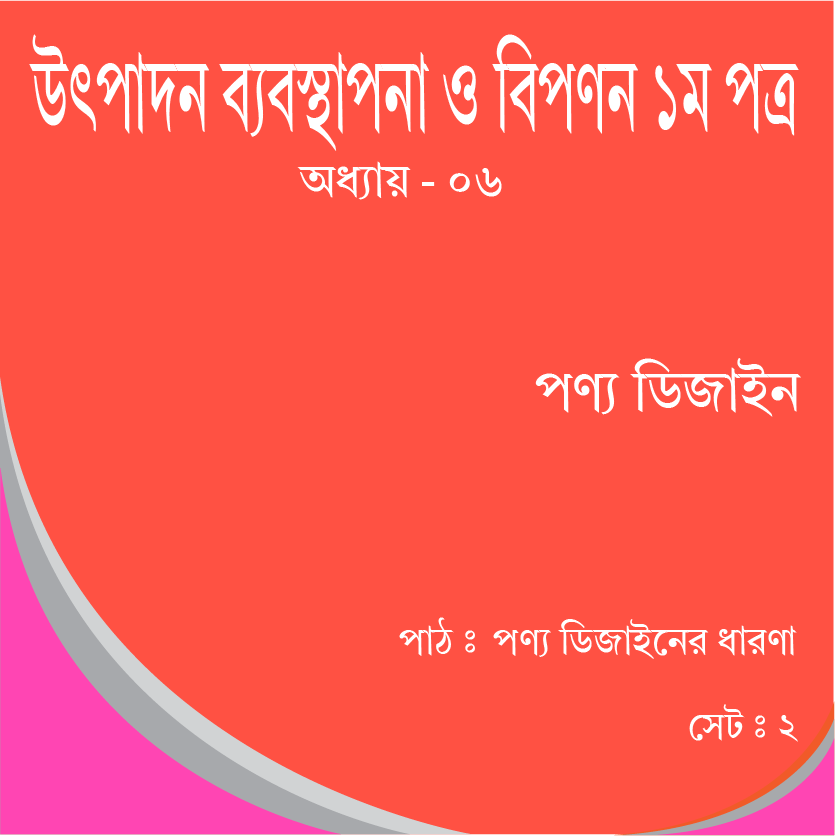 উৎপাদন ব্যবস্থাপনা ও বিপণন ১ম পত্র
অধ্যায় - ০৬
পণ্য ডিজাইন
পাঠ ঃ পণ্য ডিজাইনের ধারণা
সেট ঃ ২